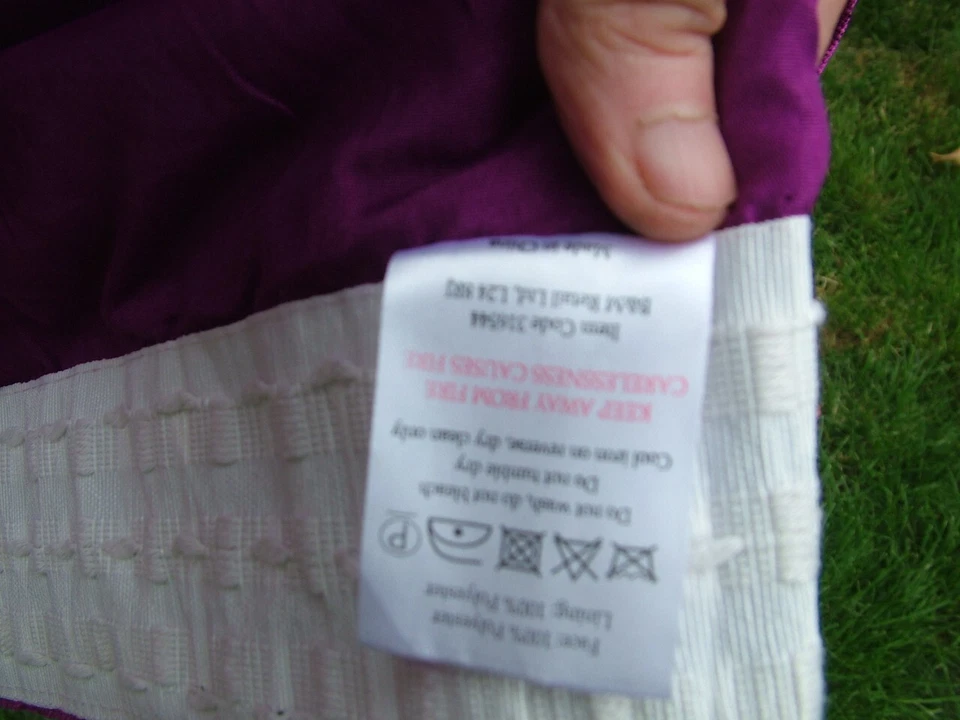 Face: 100% Polyester
Lining: 100% Polyester
P
Do not wash, do not bleach
Do not tumble dry
Cool iron on reverse, dry clean only
KEEP AWAY FROM FIRE
CARELESSNESS CAUSES FIRE
Item Code 316544
B&M Retail Ltd, L24 8RJ
Made in China